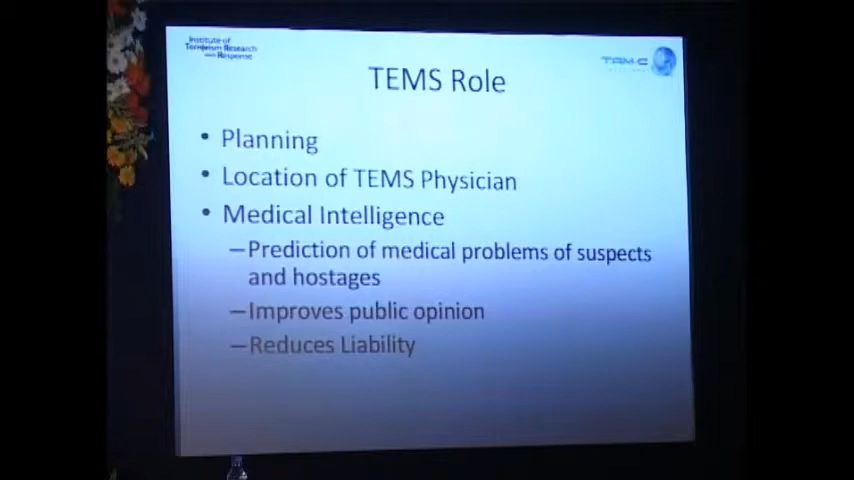 Institute of
Terrorism Research
and Response
TAM-C
TEMS Role
• Planning
• Location of TEMS Physician
• Medical Intelligence
–Prediction of medical problems of suspects
and hostages
–Improves public opinion
–Reduces Liability